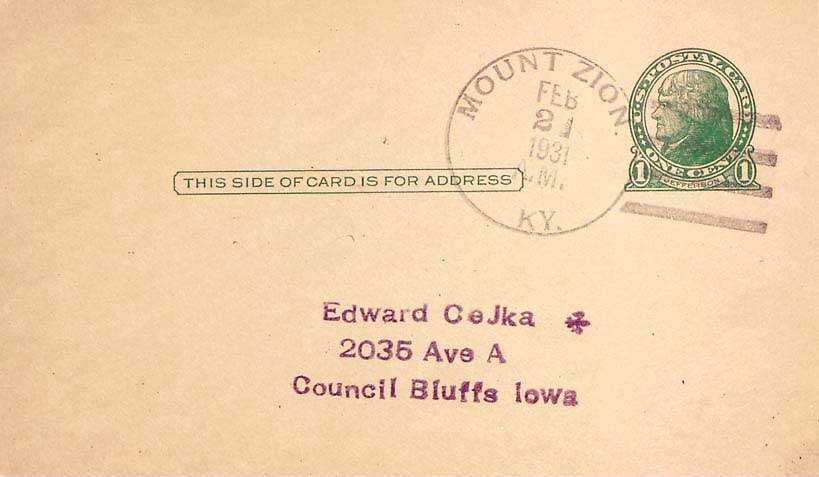 MOUNT ZION.
FEB
21
1931
A.M.
KY.
U.S. POSTAL CARD
1 ONE CENT 1
JEFFERSON
THIS SIDE OF CARD IS FOR ADDRESS
Edward CeJka
2035 Ave A
Council Bluffs Iowa